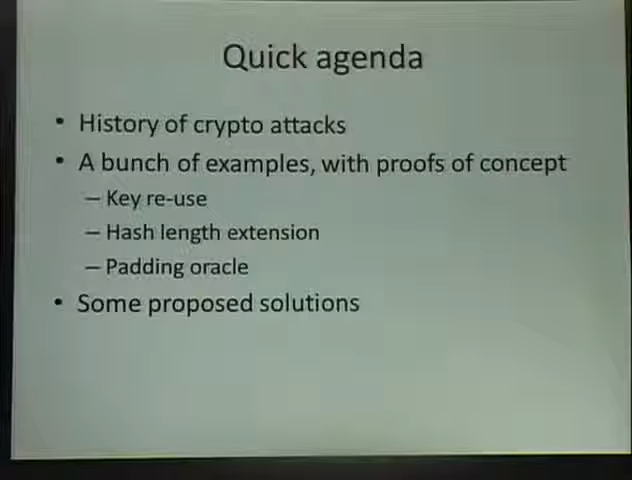 Quick agenda
• History of crypto attacks
• A bunch of examples, with proofs of concept
– Key re-use
– Hash length extension
– Padding oracle
• Some proposed solutions